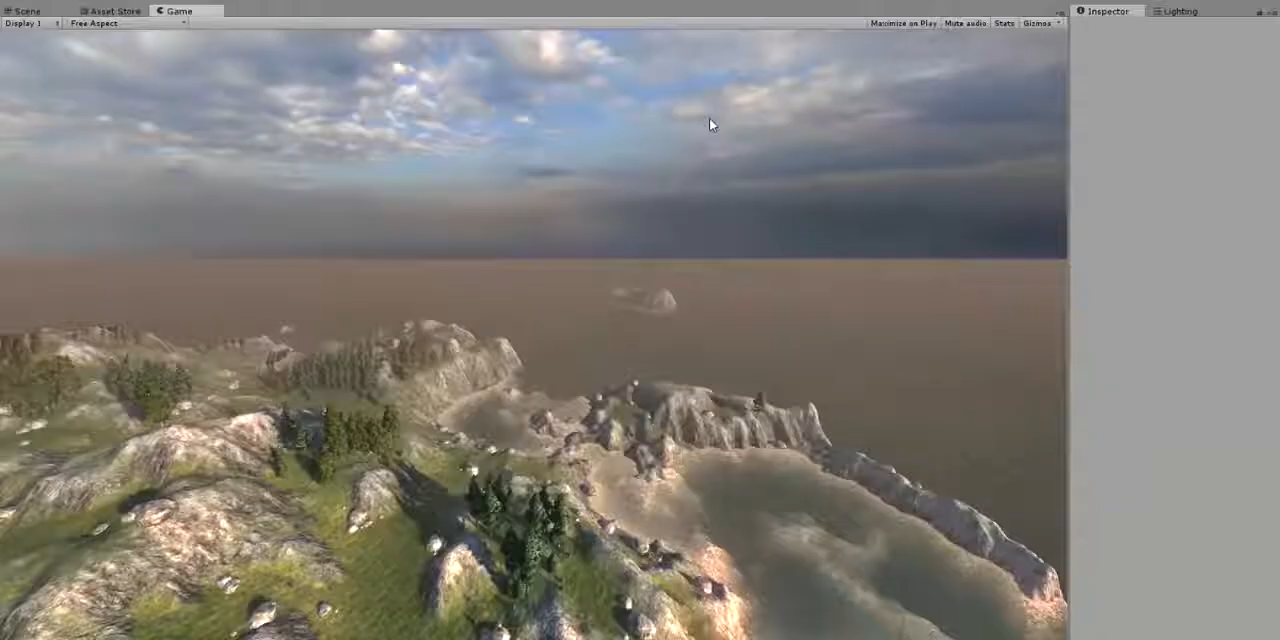 Scene Asset Store Game Inspector Lighting
Display 1 Free Aspect Maximize on Play Mute audio Stats Gizmos